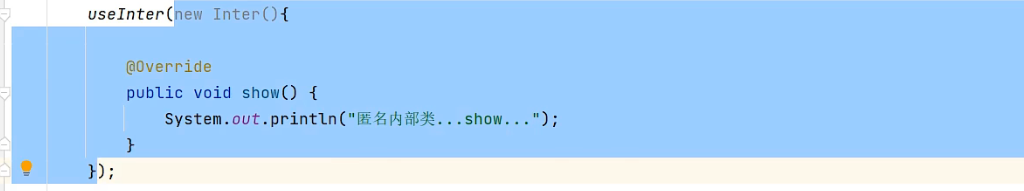 useInter(new Inter(){
@Override
public void show() {
System.out.println("匿名内部类...show...");
}
});